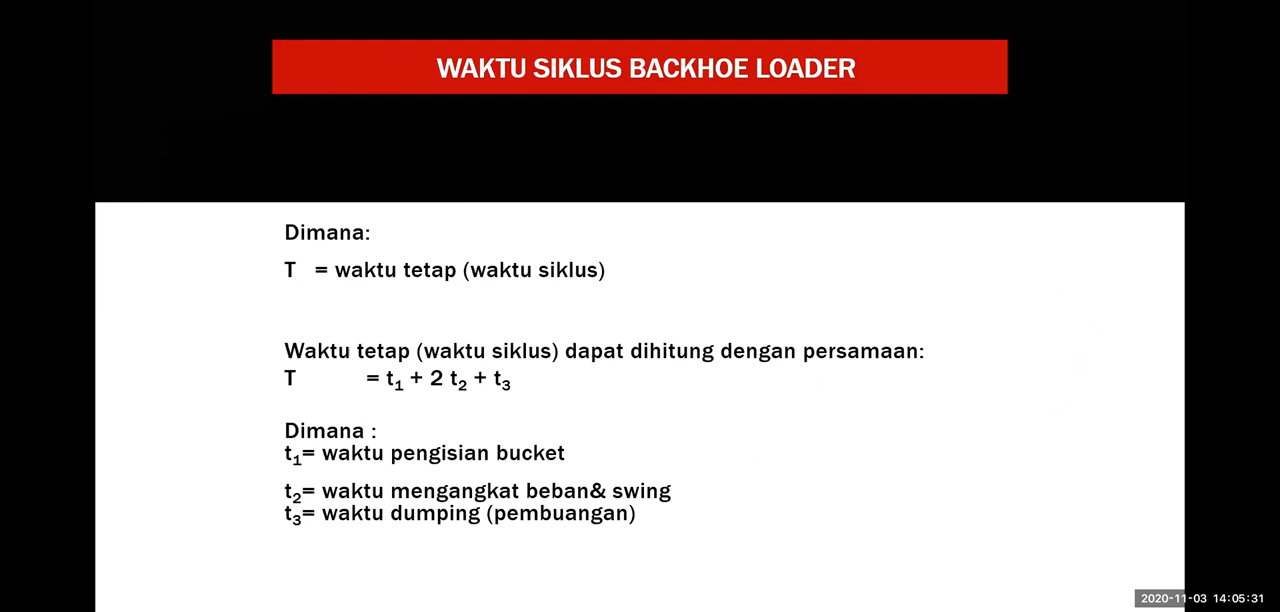 WAKTU SIKLUS BACKHOE LOADER
Dimana:
T = waktu tetap (waktu siklus)
Waktu tetap (waktu siklus) dapat dihitung dengan persamaan:
T = t₁ + 2 t₂ + t₃
Dimana :
t₁= waktu pengisian bucket
t₂= waktu mengangkat beban& swing
t₃= waktu dumping (pembuangan)
2020-11-03 14:05:31